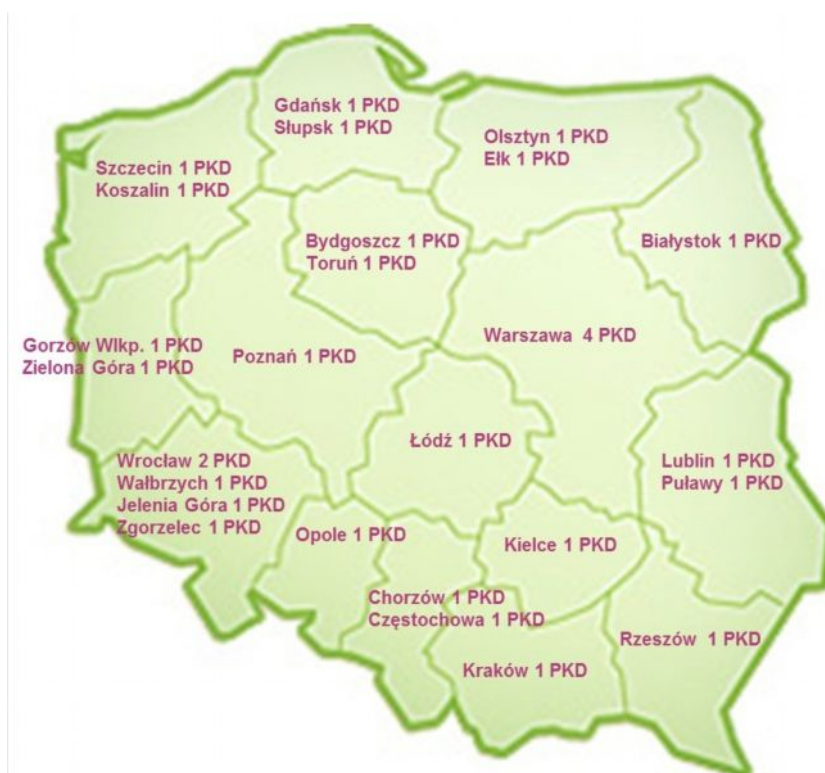 Gdańsk 1 PKD
Słupsk 1 PKD
Olsztyn 1 PKD
Ełk 1 PKD
Szczecin 1 PKD
Koszalin 1 PKD
Bydgoszcz 1 PKD
Toruń 1 PKD
Białystok 1 PKD
Gorzów Wlkp. 1 PKD
Zielona Góra 1 PKD
Poznań 1 PKD
Warszawa 4 PKD
Łódź 1 PKD
Wrocław 2 PKD
Wałbrzych 1 PKD
Jelenia Góra 1 PKD
Zgorzelec 1 PKD
Lublin 1 PKD
Puławy 1 PKD
Opole 1 PKD
Kielce 1 PKD
Chorzów 1 PKD
Częstochowa 1 PKD
Rzeszów 1 PKD
Kraków 1 PKD